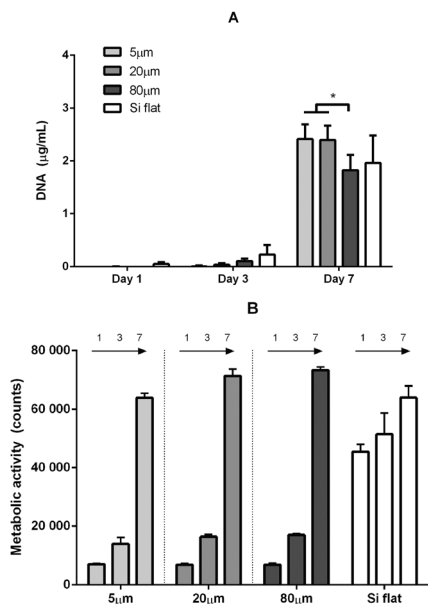 A
5μm
20μm
80μm
Si flat
*
DNA (μg/mL)
4
3
2
1
0
Day 1 Day 3 Day 7
B
1 3 7 1 3 7 1 3 7 1 3 7
Metabolic activity (counts)
80 000
60 000
40 000
20 000
0
5μm 20μm 80μm Si flat